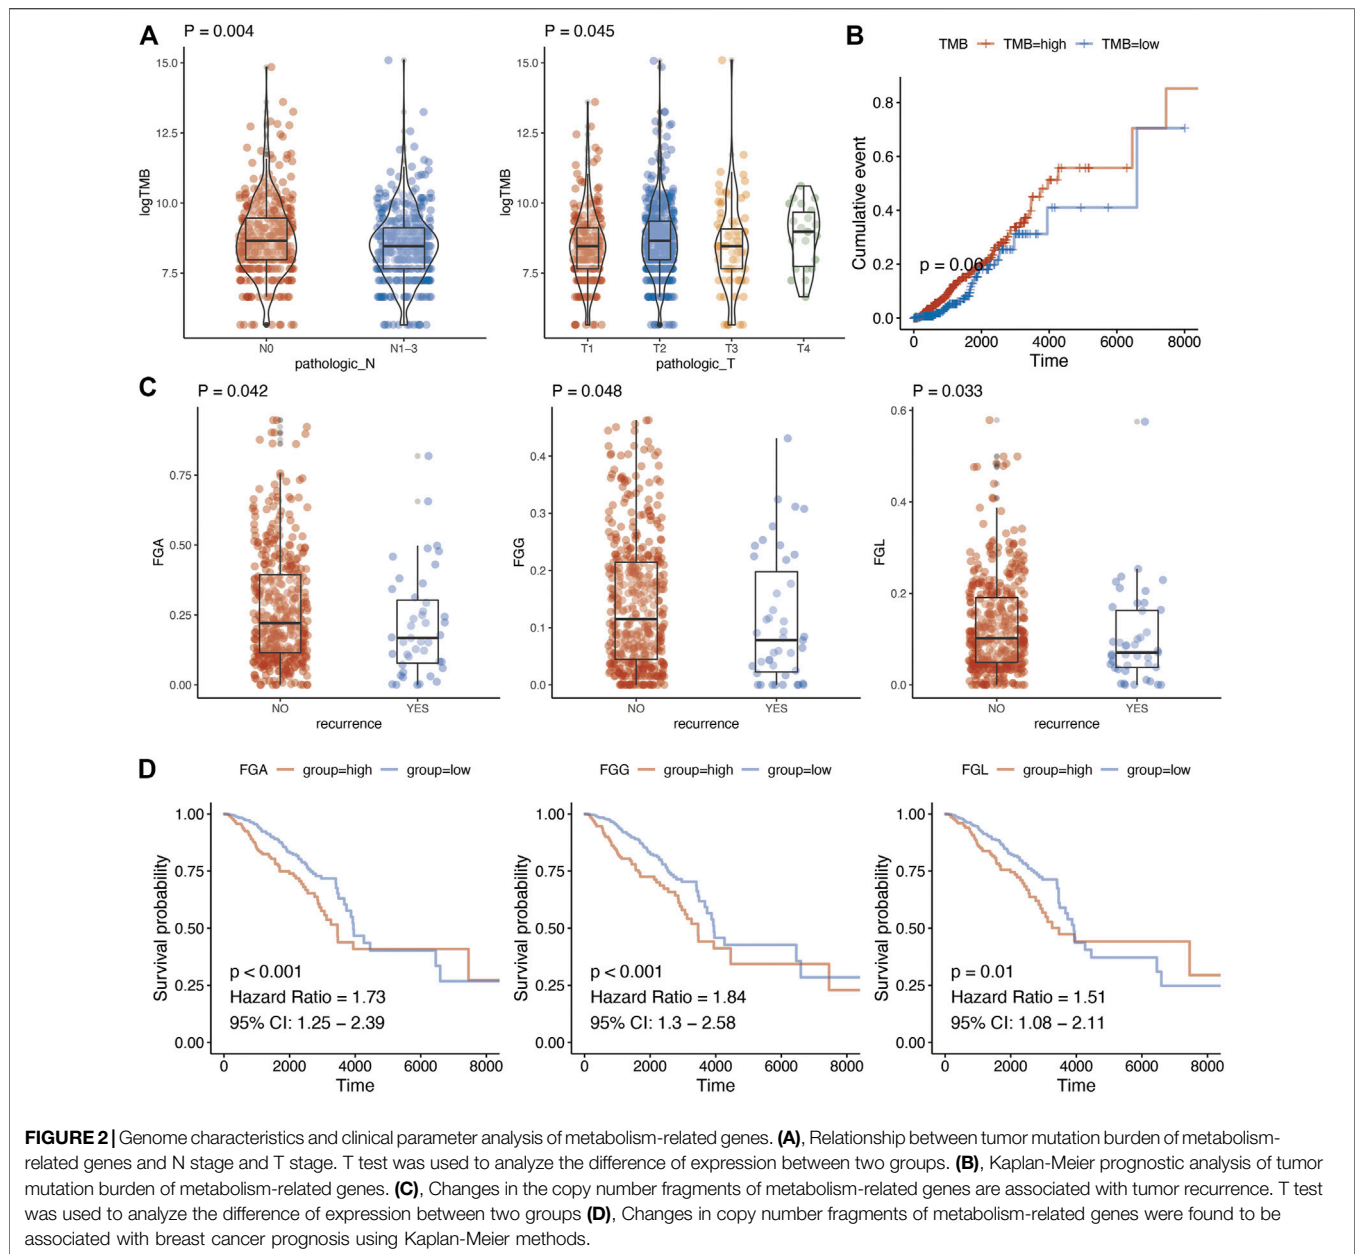 A
P = 0.004
15.0
12.5
10.0
7.5
logTMB
N0
N1−3
pathologic_N
P = 0.045
15.0
12.5
10.0
7.5
logTMB
T1
T2
T3
T4
pathologic_T
B
TMB
TMB=high
TMB=low
0.8
0.6
0.4
0.2
0.0
Cumulative event
p = 0.06
0
2000
4000
6000
8000
Time
C
P = 0.042
0.75
0.50
0.25
0.00
FGA
NO
YES
recurrence
P = 0.048
0.4
0.3
0.2
0.1
0.0
FGG
NO
YES
recurrence
P = 0.033
0.6
0.4
0.2
0.0
FGL
NO
YES
recurrence
D
FGA
group=high
group=low
1.00
0.75
0.50
0.25
0.00
Survival probability
p < 0.001
Hazard Ratio = 1.73
95% CI: 1.25 − 2.39
0
2000
4000
6000
8000
Time
FGG
group=high
group=low
1.00
0.75
0.50
0.25
0.00
Survival probability
p < 0.001
Hazard Ratio = 1.84
95% CI: 1.3 − 2.58
0
2000
4000
6000
8000
Time
FGL
group=high
group=low
1.00
0.75
0.50
0.25
0.00
Survival probability
p = 0.01
Hazard Ratio = 1.51
95% CI: 1.08 − 2.11
0
2000
4000
6000
8000
Time
FIGURE 2 | Genome characteristics and clinical parameter analysis of metabolism-related genes. (A), Relationship between tumor mutation burden of metabolism-
related genes and N stage and T stage. T test was used to analyze the difference of expression between two groups. (B), Kaplan-Meier prognostic analysis of tumor
mutation burden of metabolism-related genes. (C), Changes in the copy number fragments of metabolism-related genes are associated with tumor recurrence. T test
was used to analyze the difference of expression between two groups (D), Changes in copy number fragments of metabolism-related genes were found to be
associated with breast cancer prognosis using Kaplan-Meier methods.